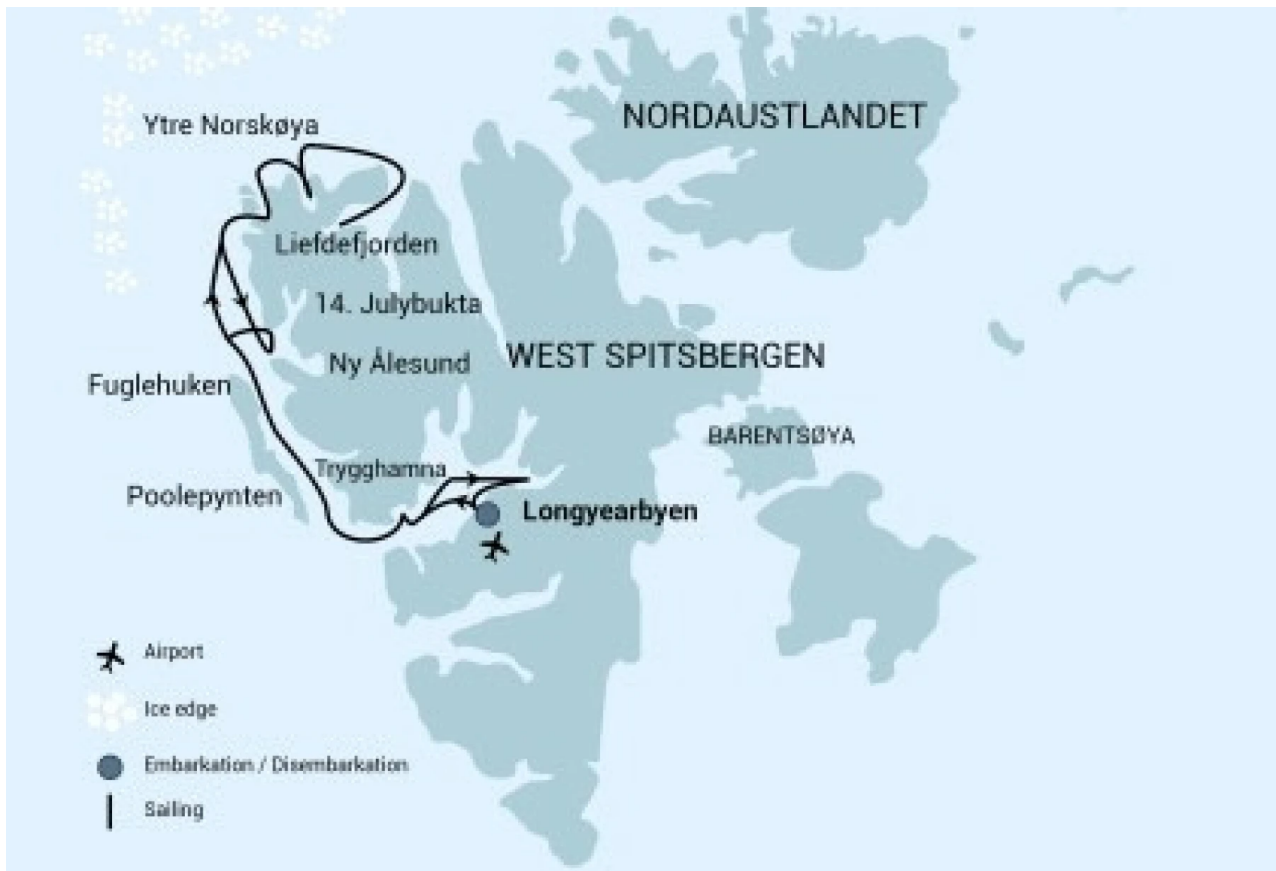 NORDAUSTLANDET
Ytre Norskøya
Liefdefjorden
14. Julybukta
WEST SPITSBERGEN
Ny Ålesund
Fuglehuken
BARENTSØYA
Trygghamna
Poolepynten
Longyearbyen
Airport
Ice edge
Embarkation / Disembarkation
Sailing